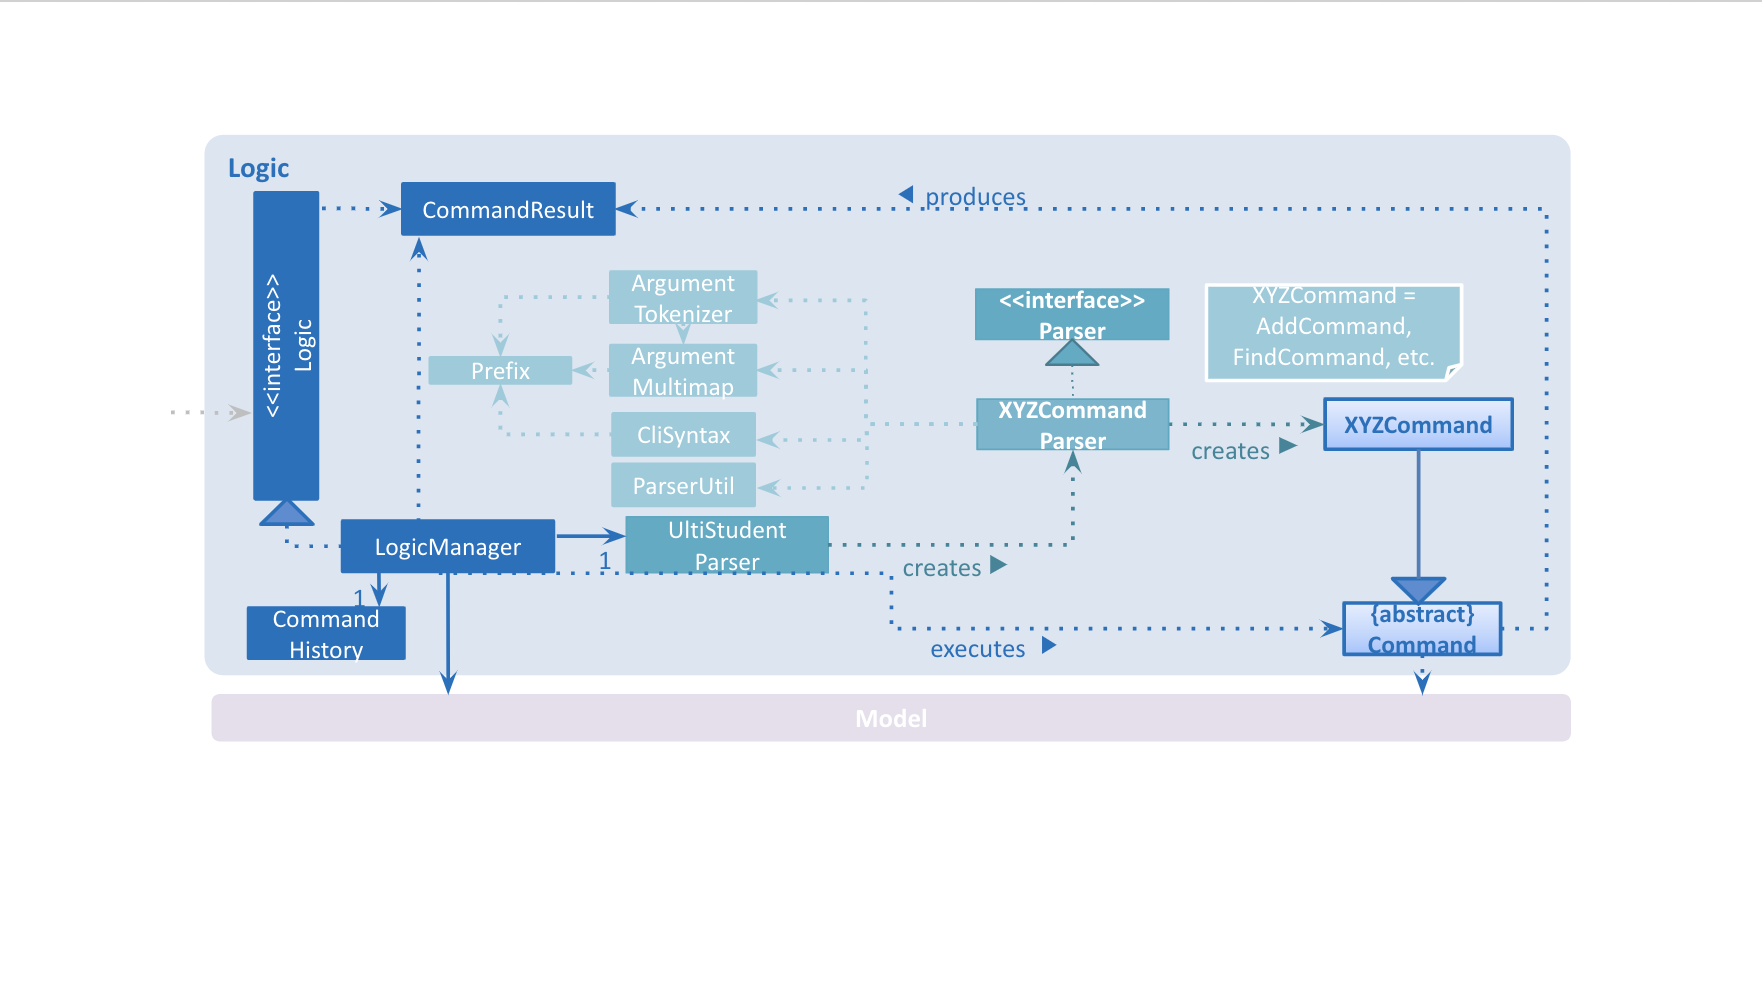 Logic
<<interface>>
Logic
CommandResult
produces
Argument
Tokenizer
<<interface>>
Parser
XYZCommand =
AddCommand,
FindCommand, etc.
Prefix
Argument
Multimap
XYZCommand
Parser
XYZCommand
CliSyntax
creates
ParserUtil
LogicManager
1
UltiStudent
Parser
creates
1
Command
History
executes
{abstract}
Command
Model